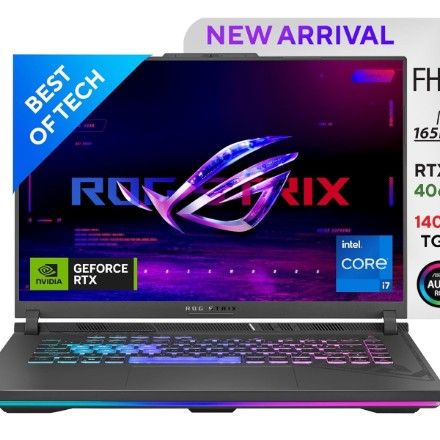 NEW ARRIVAL
BEST
OF TECH
FH
165
ROG STRIX
RTX
140
TG
NVIDIA
GEFORCE
RTX
intel
CORE
i7
AU
ROG STRIX